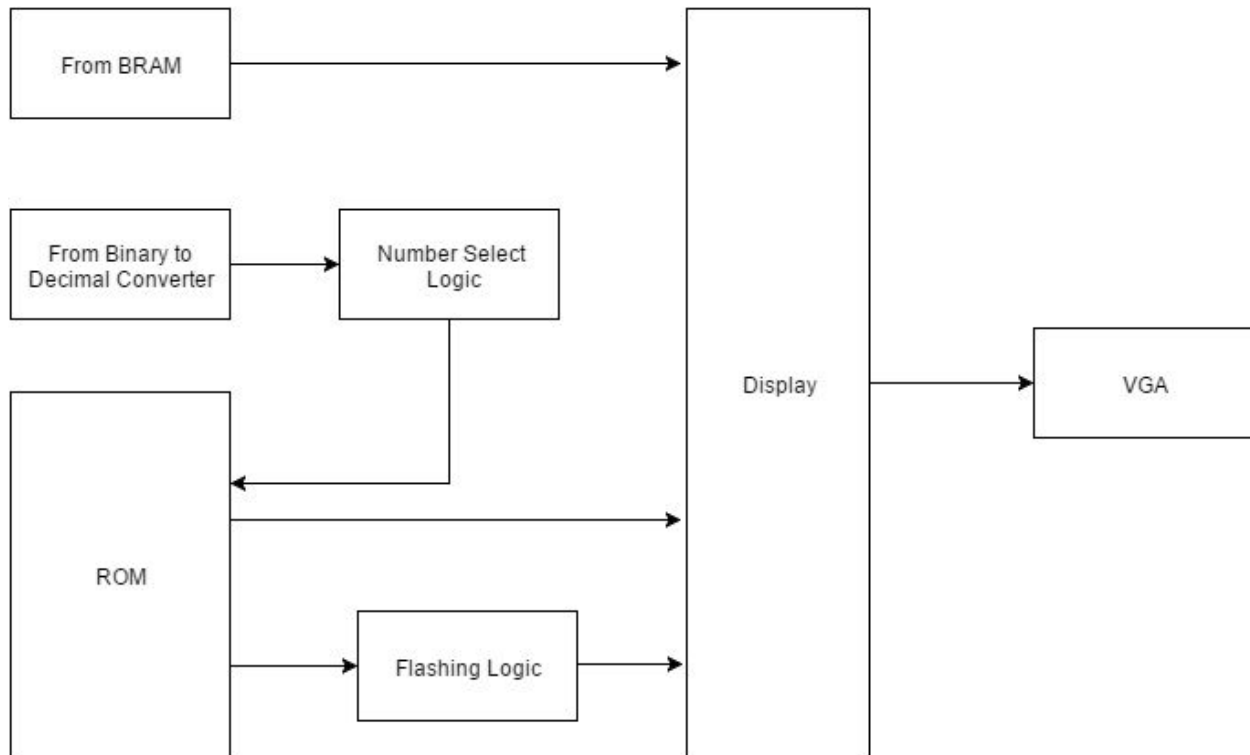 From BRAM
From Binary to
Decimal Converter
Number Select
Logic
Display
VGA
ROM
Flashing Logic